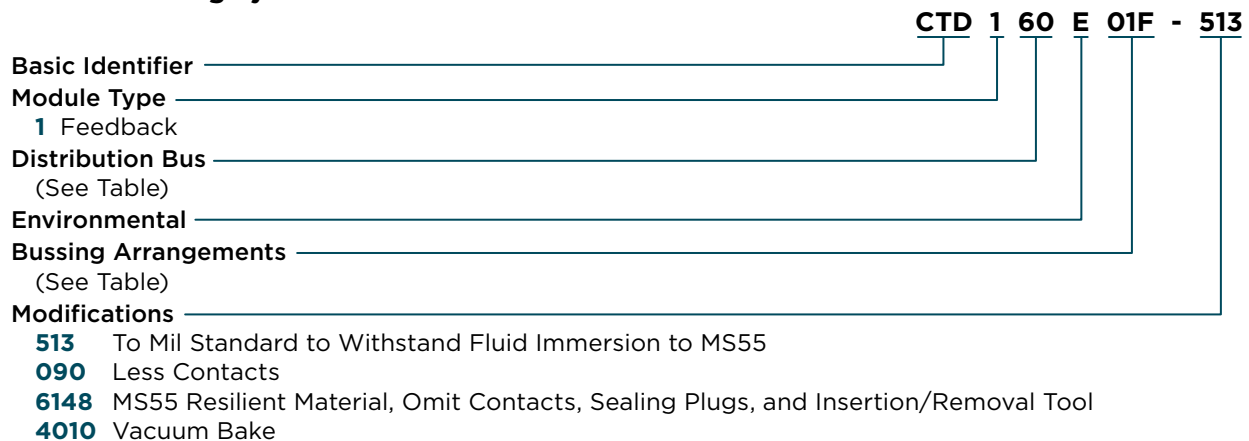 CTD 1 60 E 01F - 513
Basic Identifier
Module Type
1 Feedback
Distribution Bus
(See Table)
Environmental
Bussing Arrangements
(See Table)
Modifications
513 To Mil Standard to Withstand Fluid Immersion to MS55
090 Less Contacts
6148 MS55 Resilient Material, Omit Contacts, Sealing Plugs, and Insertion/Removal Tool
4010 Vacuum Bake